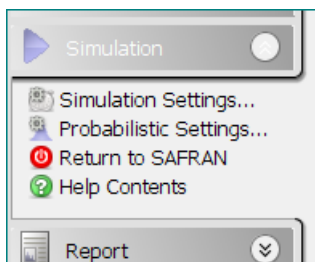 Simulation
Simulation Settings...
Probabilistic Settings...
Return to SAFRAN
Help Contents
Report